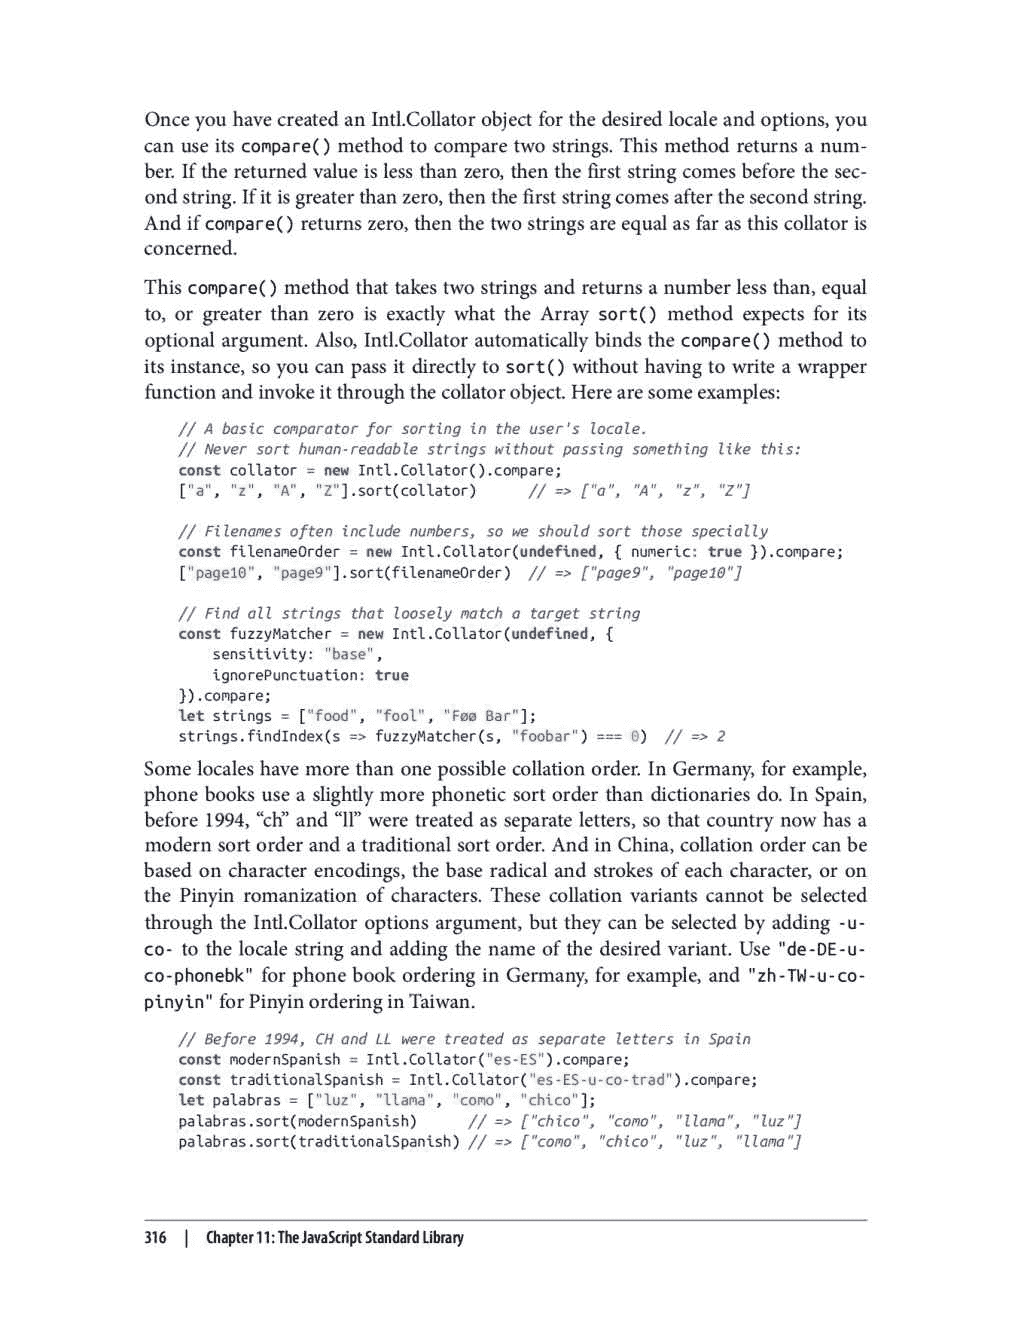 Once you have created an Intl.Collator object for the desired locale and options, you
can use its compare() method to compare two strings. This method returns a num-
ber. If the returned value is less than zero, then the first string comes before the sec-
ond string. If it is greater than zero, then the first string comes after the second string.
And if compare() returns zero, then the two strings are equal as far as this collator is
concerned.
This compare() method that takes two strings and returns a number less than, equal
to, or greater than zero is exactly what the Array sort() method expects for its
optional argument. Also, Intl.Collator automatically binds the compare() method to
its instance, so you can pass it directly to sort() without having to write a wrapper
function and invoke it through the collator object. Here are some examples:
// A basic comparator for sorting in the user's locale.
// Never sort human-readable strings without passing something like this:
const collator = new Intl.Collator().compare;
["a", "z", "A", "Z"].sort(collator)      // => ["a", "A", "z", "Z"]
// Filenames often include numbers, so we should sort those specially
const filenameOrder = new Intl.Collator(undefined, { numeric: true }).compare;
["page10", "page9"].sort(filenameOrder)  // => ["page9", "page10"]
// Find all strings that loosely match a target string
const fuzzyMatcher = new Intl.Collator(undefined, {
    sensitivity: "base",
    ignorePunctuation: true
}).compare;
let strings = ["food", "fool", "Føø Bar"];
strings.findIndex(s => fuzzyMatcher(s, "foobar") === 0)  // => 2
Some locales have more than one possible collation order. In Germany, for example,
phone books use a slightly more phonetic sort order than dictionaries do. In Spain,
before 1994, “ch” and “ll” were treated as separate letters, so that country now has a
modern sort order and a traditional sort order. And in China, collation order can be
based on character encodings, the base radical and strokes of each character, or on
the Pinyin romanization of characters. These collation variants cannot be selected
through the Intl.Collator options argument, but they can be selected by adding -u-
co- to the locale string and adding the name of the desired variant. Use "de-DE-u-
co-phonebk" for phone book ordering in Germany, for example, and "zh-TW-u-co-
pinyin" for Pinyin ordering in Taiwan.
// Before 1994, CH and LL were treated as separate letters in Spain
const modernSpanish = Intl.Collator("es-ES").compare;
const traditionalSpanish = Intl.Collator("es-ES-u-co-trad").compare;
let palabras = ["luz", "llama", "como", "chico"];
palabras.sort(modernSpanish)      // => ["chico", "como", "llama", "luz"]
palabras.sort(traditionalSpanish) // => ["como", "chico", "luz", "llama"]
316 | Chapter 11: The JavaScript Standard Library